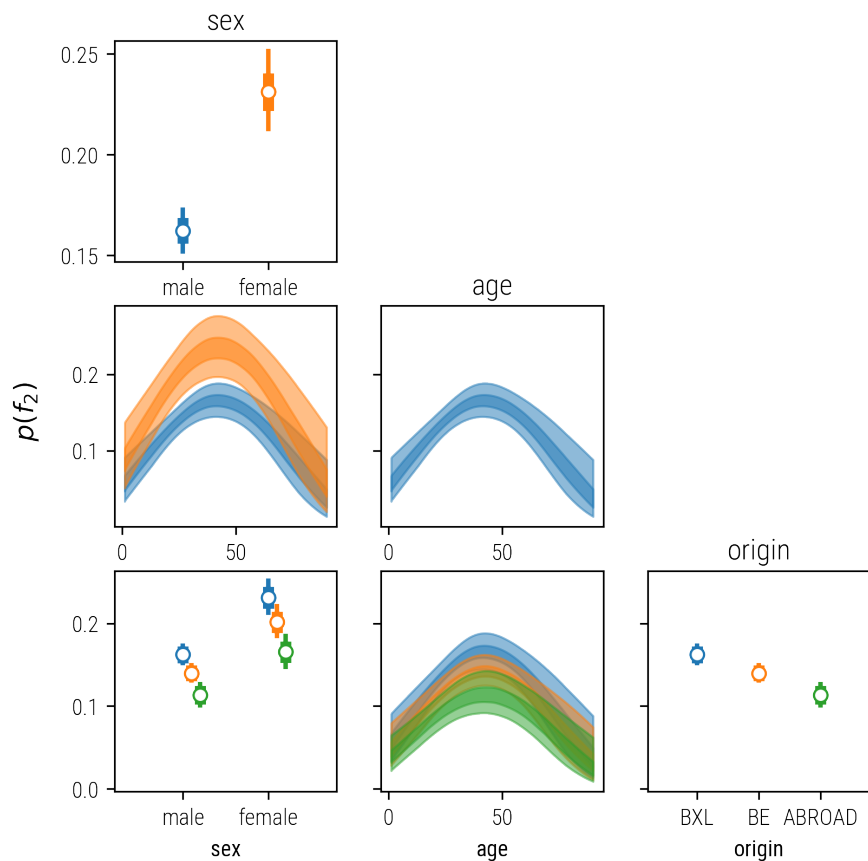 sex
0.25
0.20
0.15
male female
age
p(f₂)
0.2
0.1
0 50
0 50
origin
0.2
0.1
0.0
male female
0 50
BXL BE ABROAD
sex
age
origin